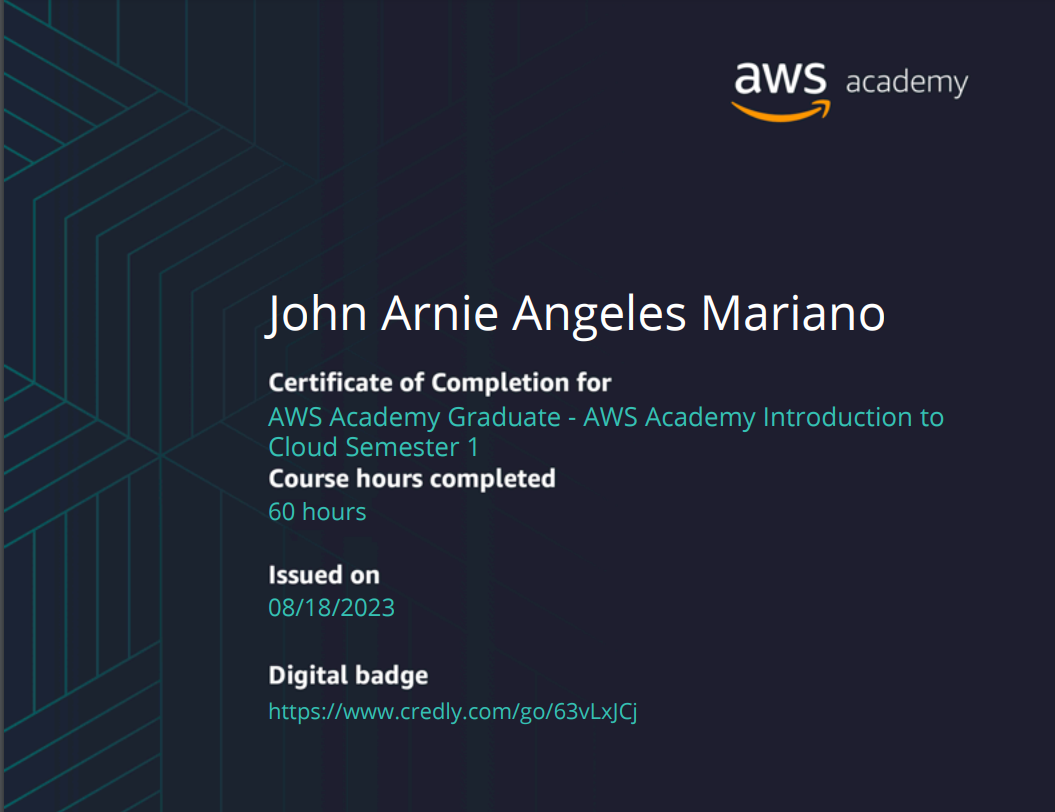 aws academy
John Arnie Angeles Mariano
Certificate of Completion for
AWS Academy Graduate - AWS Academy Introduction to
Cloud Semester 1
Course hours completed
60 hours
Issued on
08/18/2023
Digital badge
https://www.credly.com/go/63vLxJCj